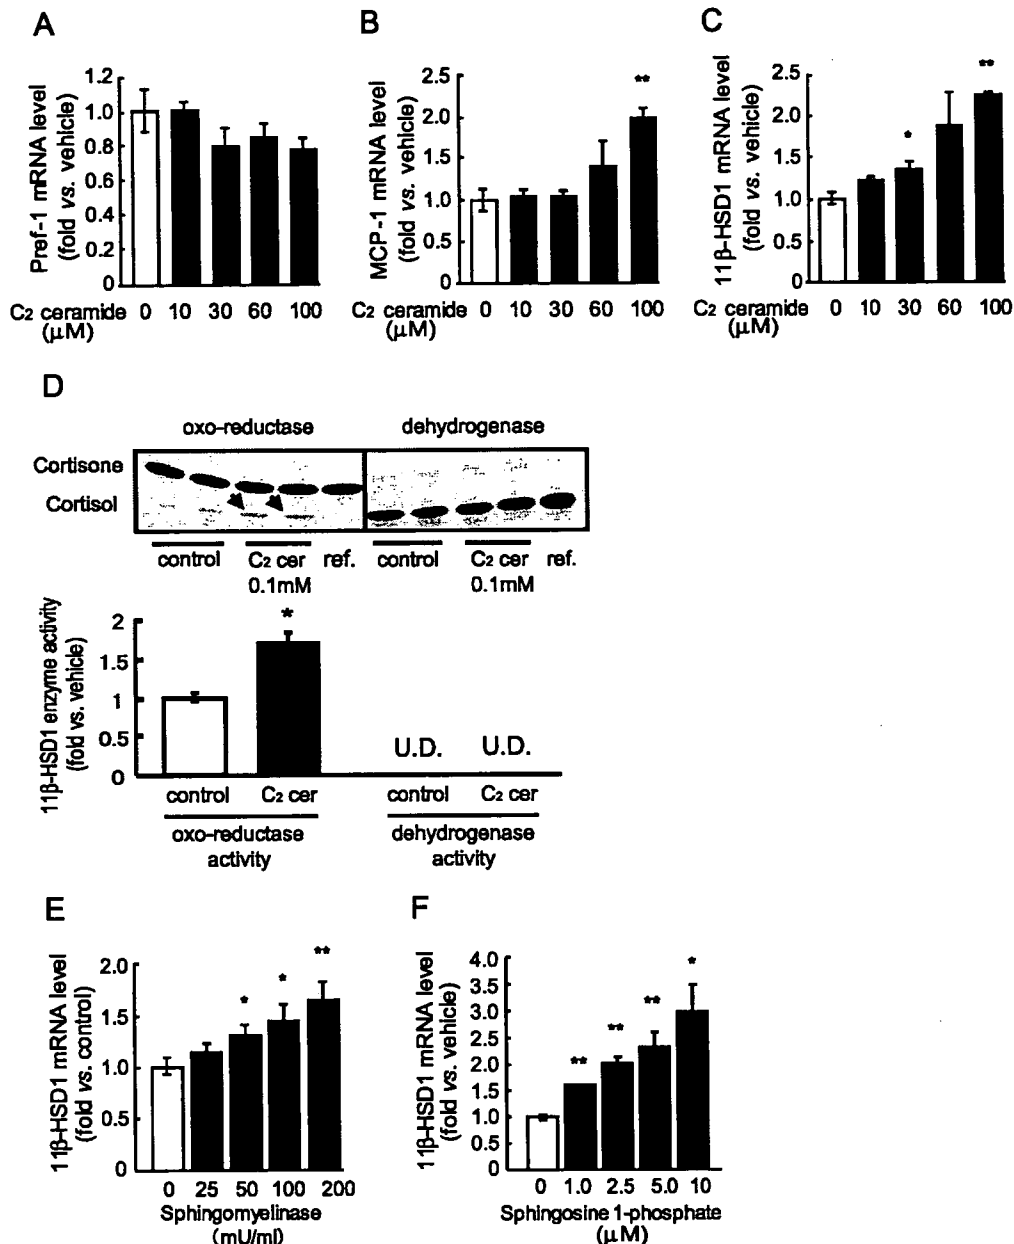 A
Pref-1 mRNA level
(fold vs. vehicle)
1.2
1.0
0.8
0.6
0.4
0.2
0
C2 ceramide
(μM)
0 10 30 60 100
B
MCP-1 mRNA level
(fold vs. vehicle)
2.5
2.0
1.5
1.0
0.5
0
**
C2 ceramide
(μM)
0 10 30 60 100
C
11β-HSD1 mRNA level
(fold vs. vehicle)
2.5
2.0
1.5
1.0
0.5
0
*
**
C2 ceramide
(μM)
0 10 30 60 100
D
oxo-reductase dehydrogenase
Cortisone
Cortisol
control C2 cer ref. control C2 cer ref.
0.1mM 0.1mM
11β-HSD1 enzyme activity
(fold vs. vehicle)
2
1.5
1
0.5
0
*
U.D. U.D.
control C2 cer control C2 cer
oxo-reductase dehydrogenase
activity activity
E
11β-HSD1 mRNA level
(fold vs. control)
2.0
1.5
1.0
0.5
0
* * **
0 25 50 100 200
Sphingomyelinase
(mU/ml)
F
11β-HSD1 mRNA level
(fold vs. vehicle)
4.0
3.5
3.0
2.5
2.0
1.5
1.0
0.5
0
** ** ** *
0 1.0 2.5 5.0 10
Sphingosine 1-phosphate
(μM)